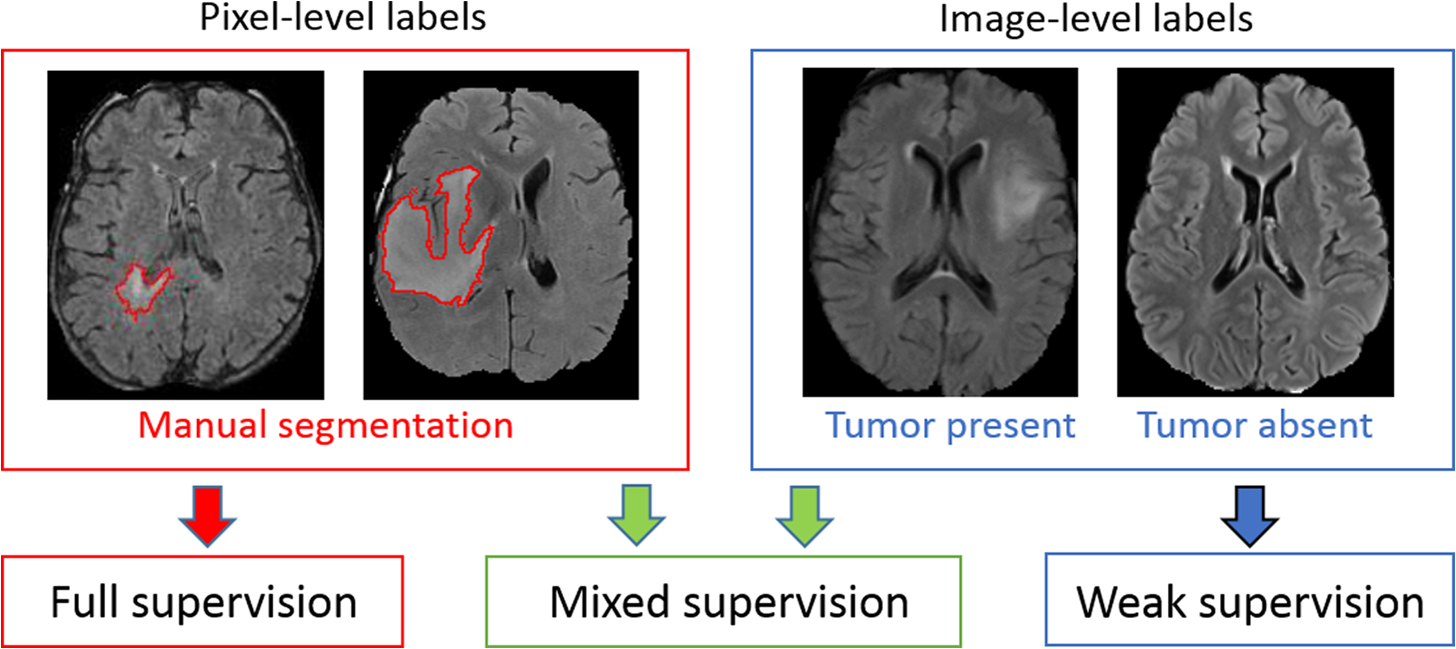 Pixel-level labels
Image-level labels
Manual segmentation
Tumor present
Tumor absent
Full supervision
Mixed supervision
Weak supervision